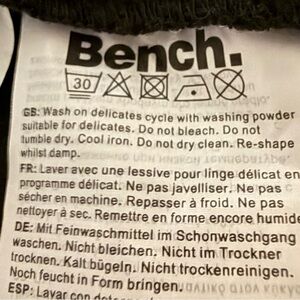 Bench.
30
GB: Wash on delicates cycle with washing powder
suitable for delicates. Do not bleach. Do not
tumble dry. Cool iron. Do not dry clean. Re-shape
whilst damp.
FR: Laver avec une lessive pour linge délicat en
programme délicat. Ne pas javelliser. Ne pas
sécher en machine. Repasser à froid. Ne pas
nettoyer à sec. Remettre en forme encore humide
DE: Mit Feinwaschmittel im Schonwaschgang
waschen. Nicht bleichen. Nicht im Trockner
trocknen. Kalt bügeln. Nicht trockenreinigen.
Noch feucht in Form bringen.
ESP: Lavar con